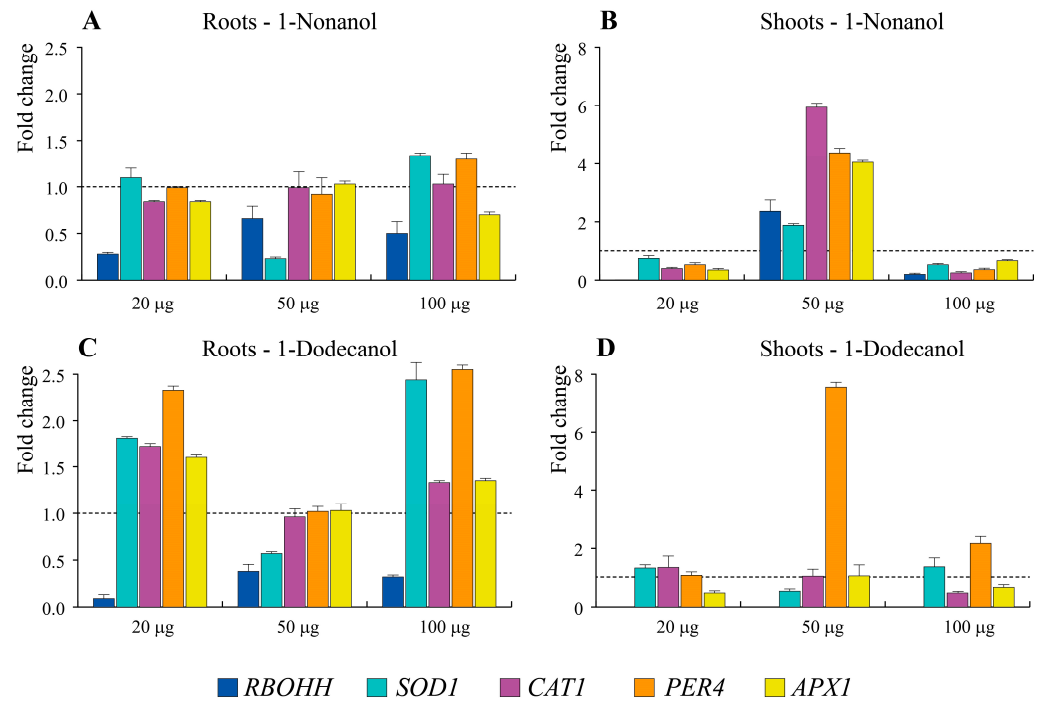 A Roots - 1-Nonanol
Fold change
2.5
2.0
1.5
1.0
0.5
0.0
20 µg 50 µg 100 µg
B Shoots - 1-Nonanol
Fold change
8
6
4
2
0
20 µg 50 µg 100 µg
C Roots - 1-Dodecanol
Fold change
2.5
2.0
1.5
1.0
0.5
0.0
20 µg 50 µg 100 µg
D Shoots - 1-Dodecanol
Fold change
8
6
4
2
0
20 µg 50 µg 100 µg
RBOHH SOD1 CAT1 PER4 APX1